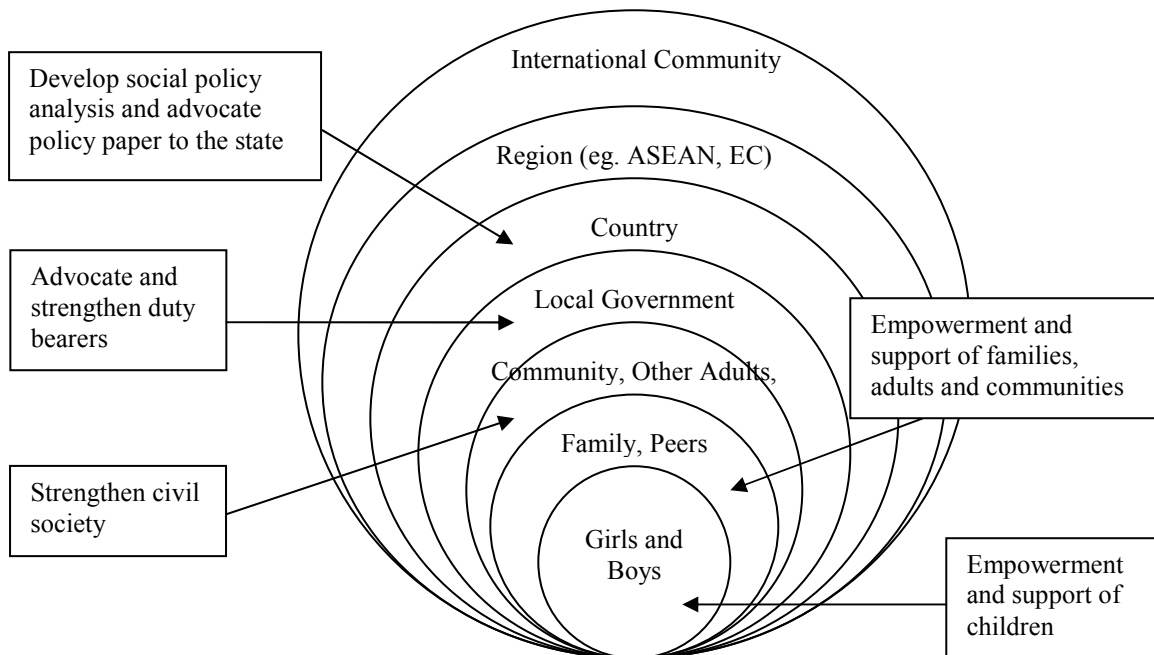 International Community
Develop social policy
analysis and advocate
policy paper to the state
Region (eg. ASEAN, EC)
Country
Advocate and
strengthen duty
bearers
Local Government
Empowerment and
support of families,
adults and communities
Community, Other Adults,
Family, Peers
Strengthen civil
society
Girls and
Boys
Empowerment
and support of
children